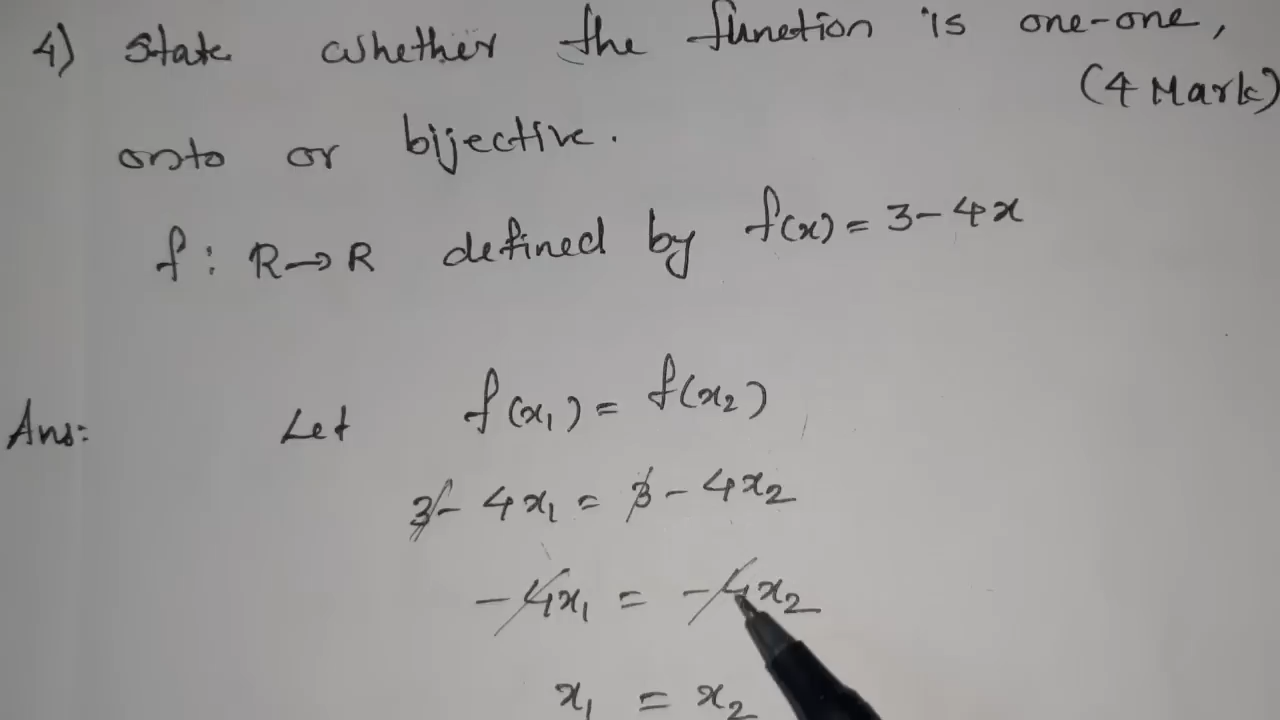 4) State whether the function is one-one,
(4 Mark)
onto or bijective.
f : R→R defined by f(x) = 3 - 4x
Ans: Let f(x₁) = f(x₂)
3 - 4x₁ = 3 - 4x₂
-4x₁ = -4x₂
x₁ = x₂